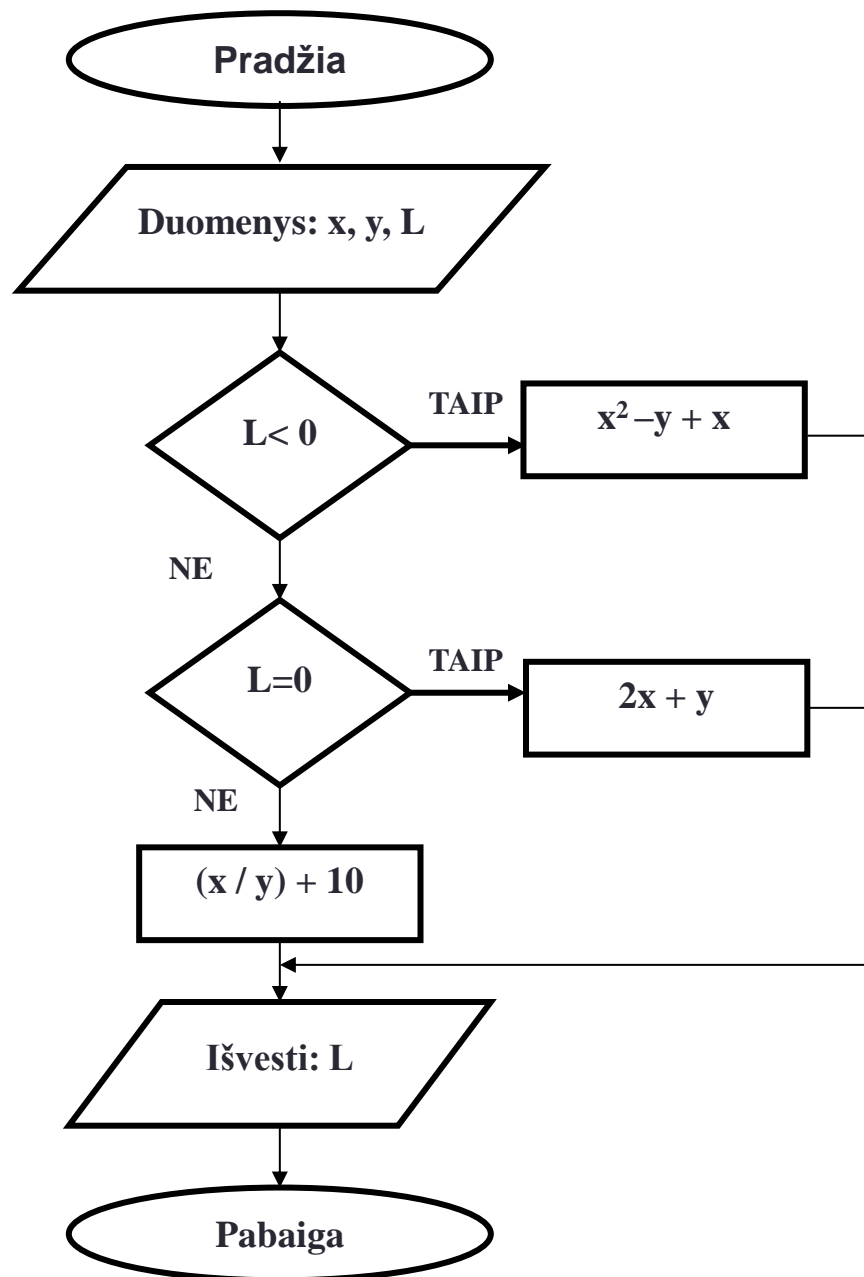 Pradžia
Duomenys: x, y, L
L< 0
TAIP
x² –y + x
NE
L=0
TAIP
2x + y
NE
(x / y) + 10
Išvesti: L
Pabaiga